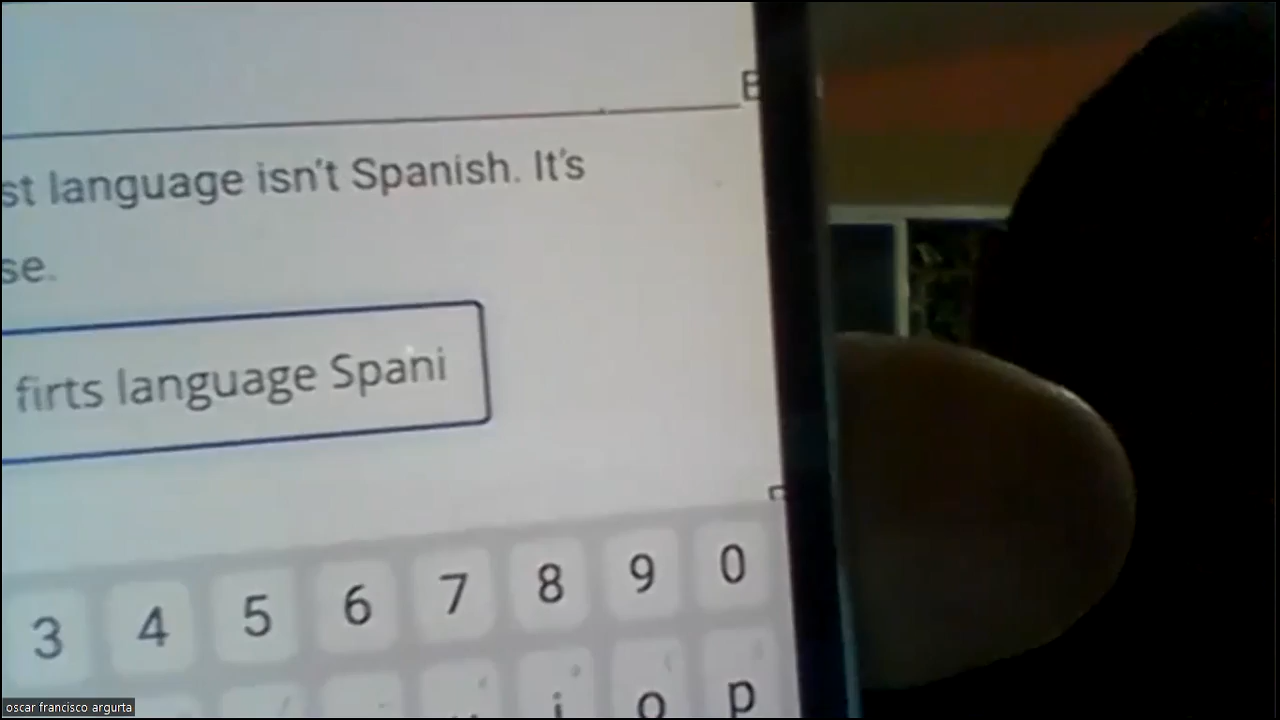 st language isn't Spanish. It's
se.
firts language Spani
3 4 5 6 7 8 9 0
i o p
oscar francisco argurta